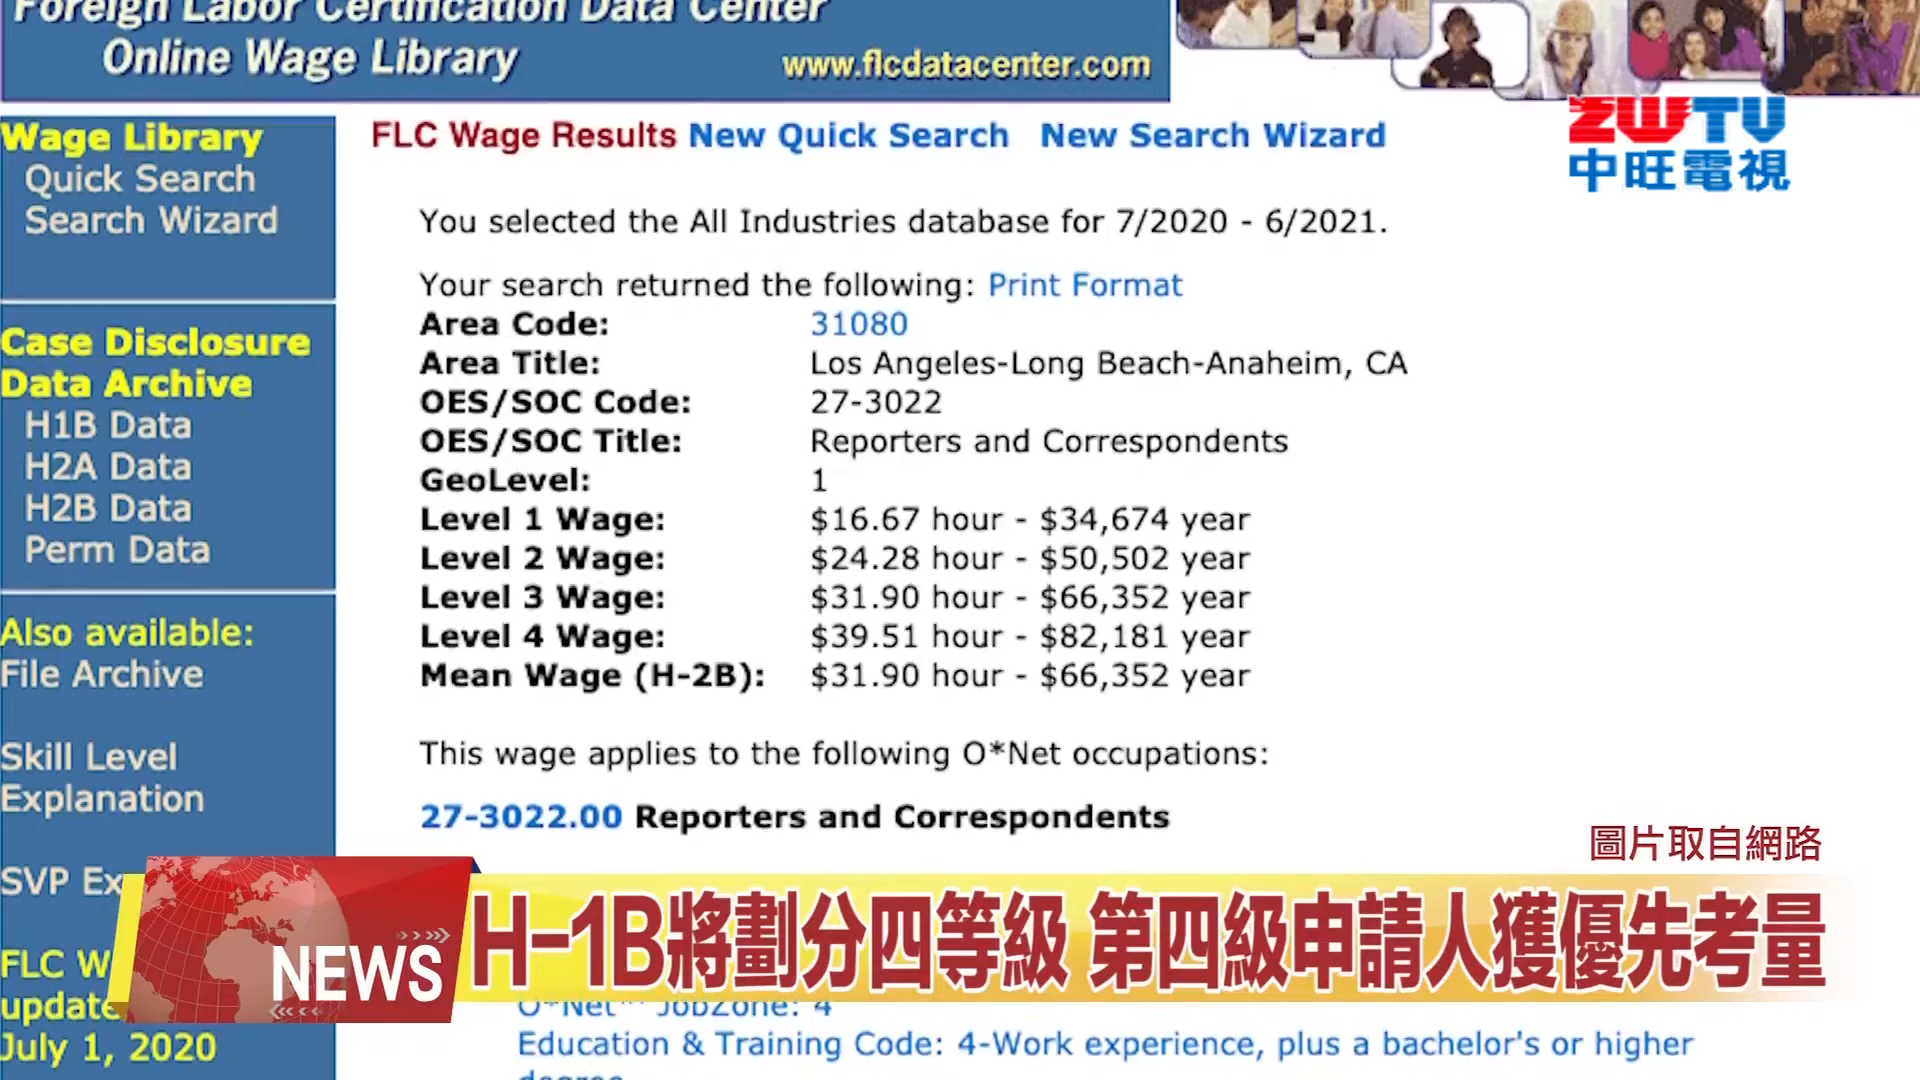 Foreign Labor Certification Data Center
Online Wage Library
www.flcdatacenter.com
ZWTV
中旺電視
Wage Library
Quick Search
Search Wizard
Case Disclosure
Data Archive
H1B Data
H2A Data
H2B Data
Perm Data
Also available:
File Archive
Skill Level
Explanation
SVP Ex
FLC W
update
July 1, 2020
FLC Wage Results New Quick Search New Search Wizard
You selected the All Industries database for 7/2020 - 6/2021.
Your search returned the following: Print Format
Area Code: 31080
Area Title: Los Angeles-Long Beach-Anaheim, CA
OES/SOC Code: 27-3022
OES/SOC Title: Reporters and Correspondents
GeoLevel: 1
Level 1 Wage: $16.67 hour - $34,674 year
Level 2 Wage: $24.28 hour - $50,502 year
Level 3 Wage: $31.90 hour - $66,352 year
Level 4 Wage: $39.51 hour - $82,181 year
Mean Wage (H-2B): $31.90 hour - $66,352 year
This wage applies to the following O*Net occupations:
27-3022.00 Reporters and Correspondents
圖片取自網路
NEWS
H-1B將劃分四等級 第四級申請人獲優先考量
O*Net™ JobZone: 4
Education & Training Code: 4-Work experience, plus a bachelor's or higher
degree